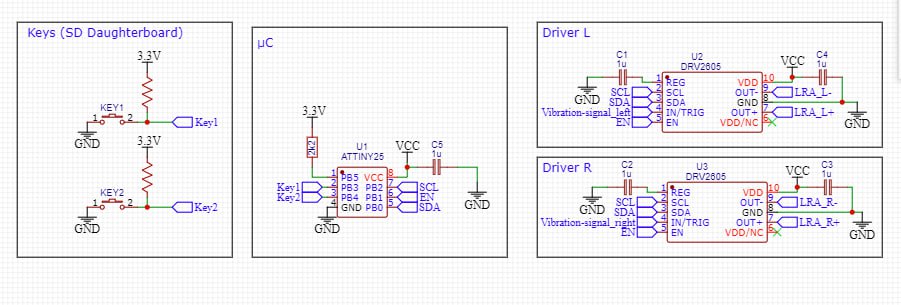 Keys (SD Daughterboard)
3.3V
KEY1
1 2
Key1
GND
3.3V
KEY2
1 2
Key2
GND
µC
3.3V
2k2
U1
ATTINY25
VCC
C5
1u
1 PB5 VCC 8
Key1 2 PB3 PB2 7 SCL
Key2 3 PB4 PB1 6 EN
4 GND PB0 5 SDA
GND
GND
Driver L
C1
1u
U2
DRV2605
VCC
C4
1u
GND
1 REG VDD 10
SCL 2 SCL OUT- 9 LRA_L-
SDA 3 SDA GND 8
Vibration-signal_left 4 IN/TRIG OUT+ 7 LRA_L+
EN 5 EN VDD/NC 6
GND
Driver R
C2
1u
U3
DRV2605
VCC
C3
1u
GND
1 REG VDD 10
SCL 2 SCL OUT- 9 LRA_R-
SDA 3 SDA GND 8
Vibration-signal_right 4 IN/TRIG OUT+ 7 LRA_R+
EN 5 EN VDD/NC 6
GND